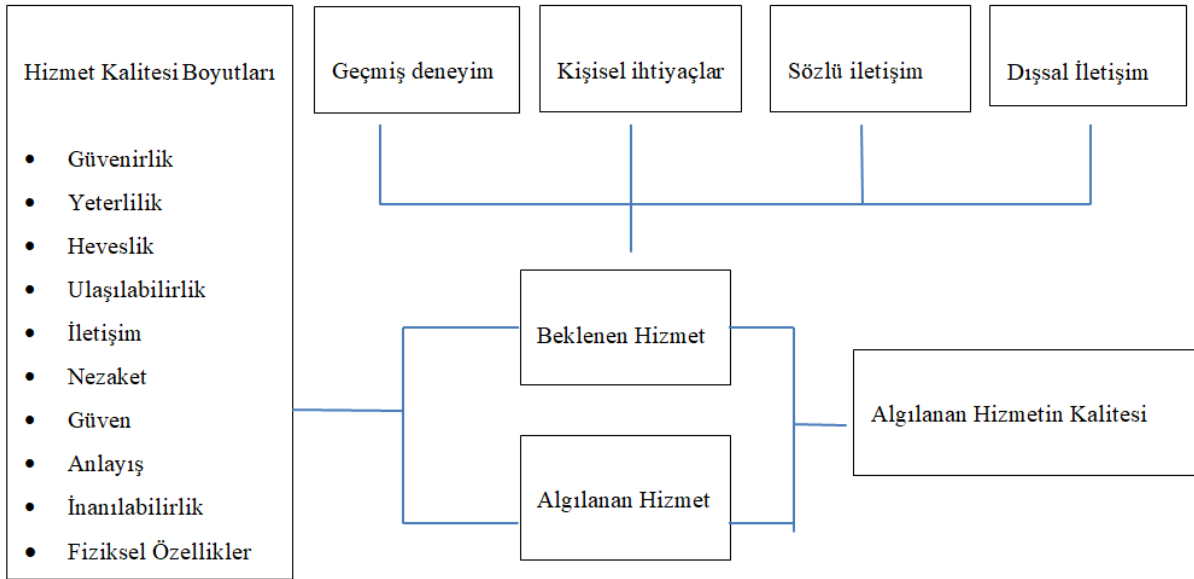 Hizmet Kalitesi Boyutları
• Güvenirlik
• Yeterlilik
• Heveslik
• Ulaşılabilirlik
• İletişim
• Nezaket
• Güven
• Anlayış
• İnanılabilirlik
• Fiziksel Özellikler
Geçmiş deneyim
Kişisel ihtiyaçlar
Sözlü iletişim
Dışsal İletişim
Beklenen Hizmet
Algılanan Hizmet
Algılanan Hizmetin Kalitesi